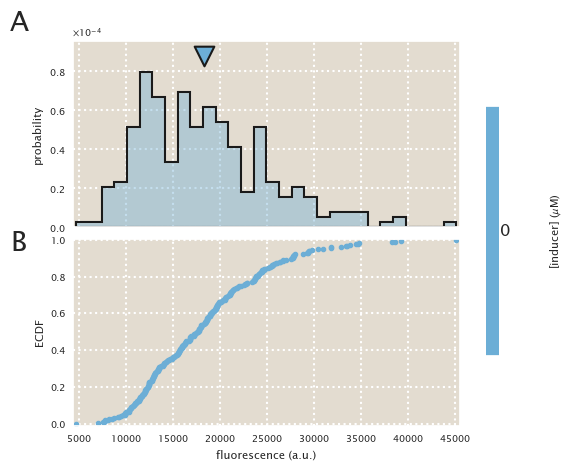 A
×10⁻⁴
0.8
0.6
0.4
0.2
0.0
probability
B
1.0
0.8
0.6
0.4
0.2
0.0
ECDF
5000 10000 15000 20000 25000 30000 35000 40000 45000
fluorescence (a.u.)
0
[inducer] (μM)